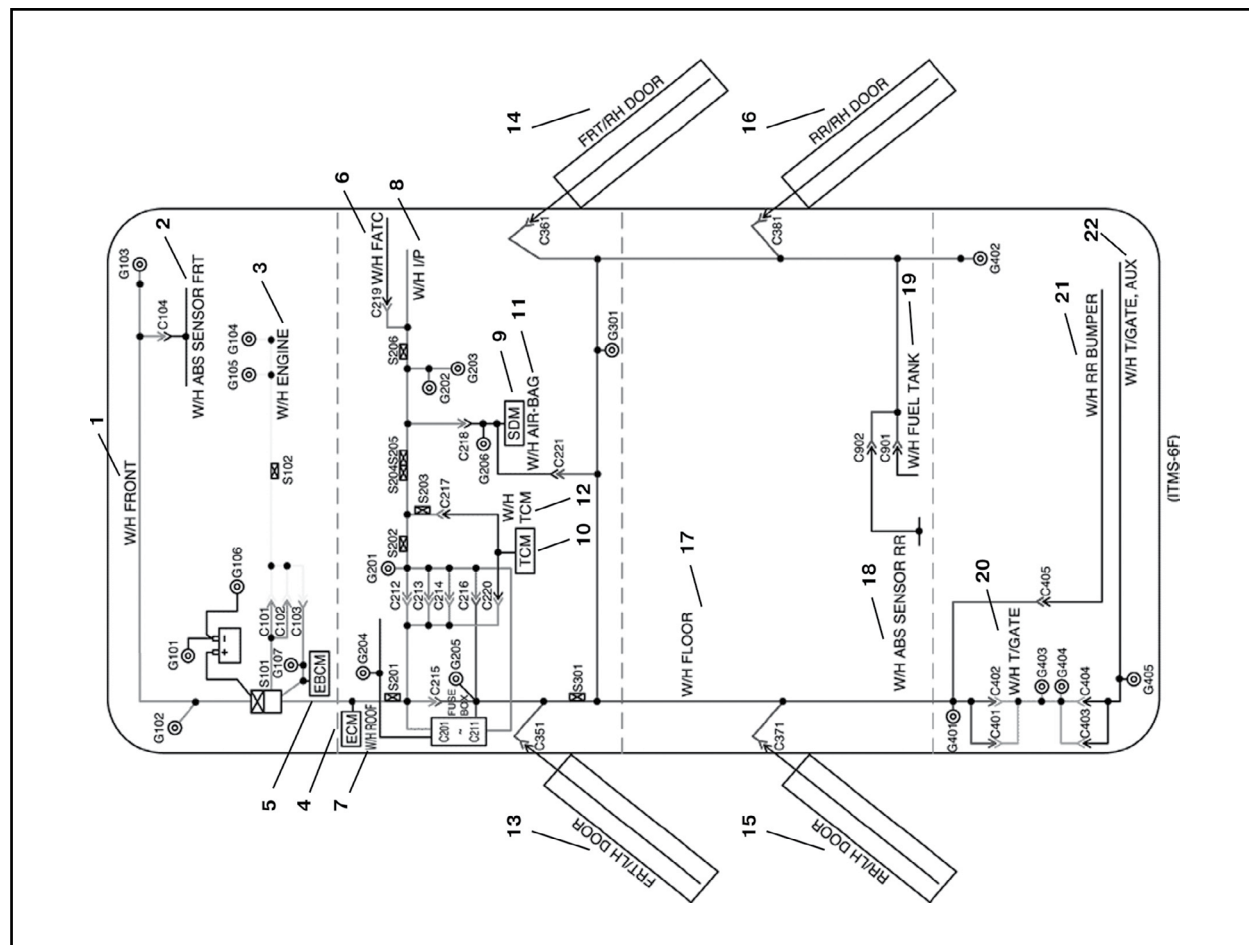 1
W/H FRONT
G103
C104
2
W/H ABS SENSOR FRT
G104
G105
3
W/H ENGINE
S102
G106
G101
- +
C101
C102
C103
S101
G107
EBCM
G102
5
4
ECM
W/H ROOF
7
6
W/H FATC
C219
8
W/H I/P
S206
G202
G203
9
SDM
11
W/H AIR-BAG
C218
G206
C221
S204
S205
S203
C217
W/H
TCM
12
TCM
10
S202
G201
C212
C213
C214
C216
C220
G204
S201
C215
FUSE
BOX
G205
C201
~
C211
S301
G301
14
FRT/RH DOOR
C361
16
RR/RH DOOR
C381
13
FRT/LH DOOR
C351
15
RR/LH DOOR
C371
17
W/H FLOOR
G402
19
W/H FUEL TANK
C902
C901
18
W/H ABS SENSOR RR
20
W/H T/GATE
C405
21
W/H RR BUMPER
22
W/H T/GATE, AUX
G401
C401
C402
G403
G404
C403
C404
G405
(ITMS-6F)